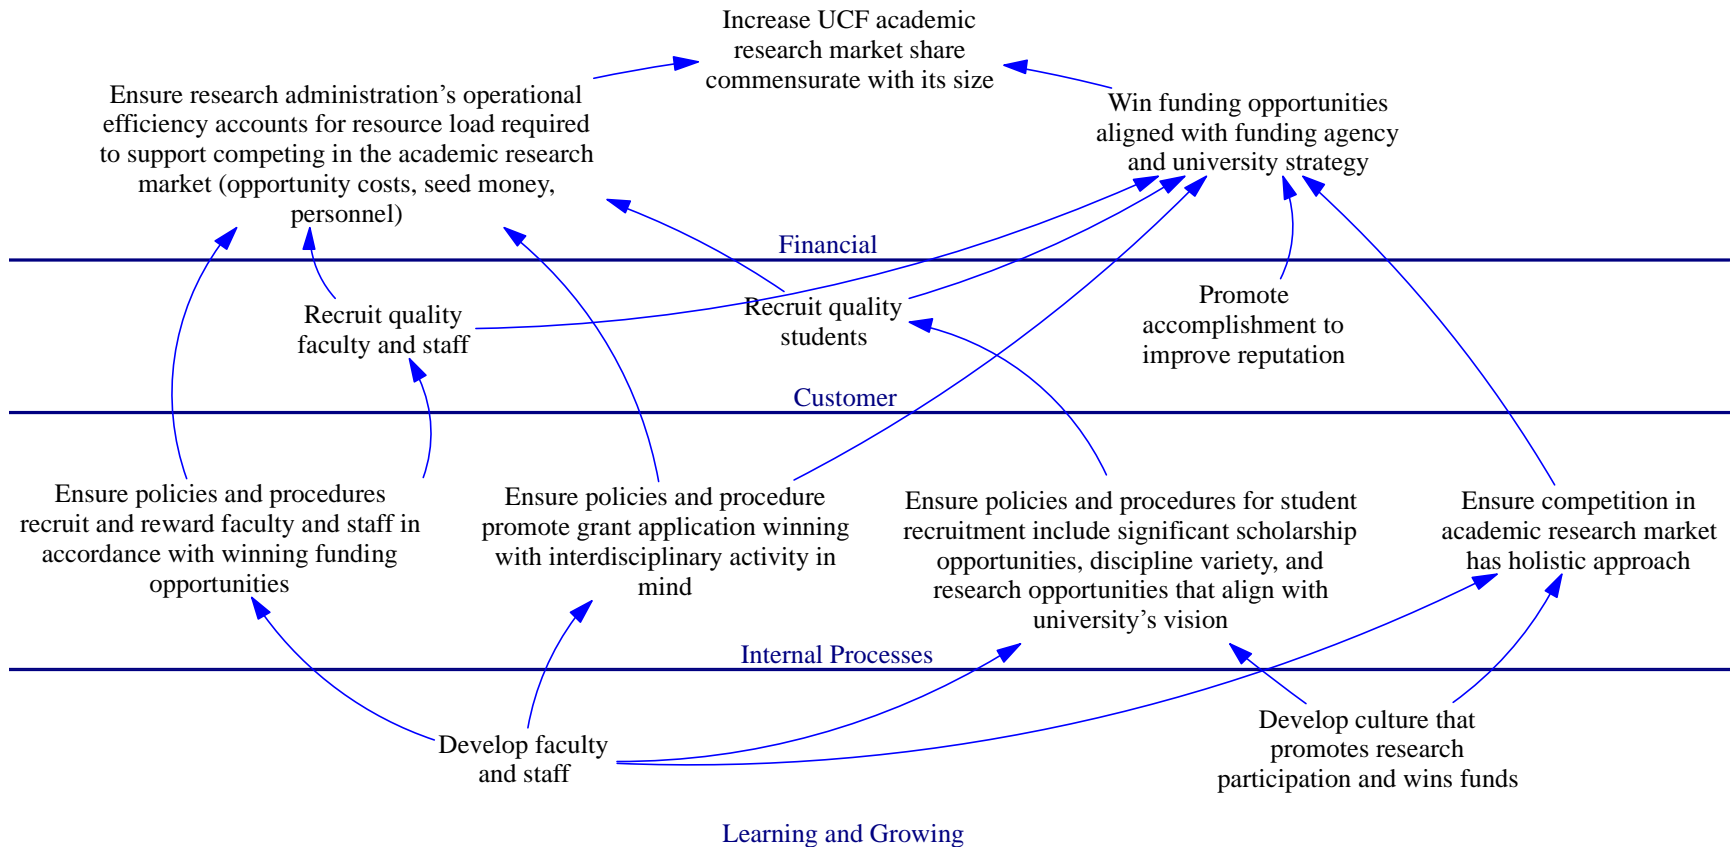 Increase UCF academic
research market share
commensurate with its size
Ensure research administration’s operational
efficiency accounts for resource load required
to support competing in the academic research
market (opportunity costs, seed money,
personnel)
Win funding opportunities
aligned with funding agency
and university strategy
Financial
Recruit quality
faculty and staff
Recruit quality
students
Promote
accomplishment to
improve reputation
Customer
Ensure policies and procedures
recruit and reward faculty and staff in
accordance with winning funding
opportunities
Ensure policies and procedure
promote grant application winning
with interdisciplinary activity in
mind
Ensure policies and procedures for student
recruitment include significant scholarship
opportunities, discipline variety, and
research opportunities that align with
university’s vision
Ensure competition in
academic research market
has holistic approach
Internal Processes
Develop faculty
and staff
Develop culture that
promotes research
participation and wins funds
Learning and Growing